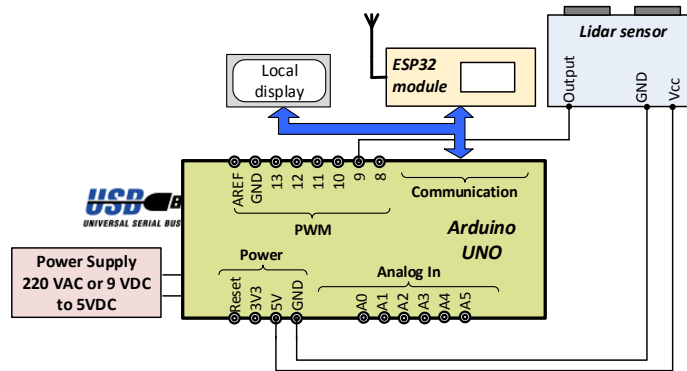 Lidar sensor
Output
GND
Vcc
ESP32
module
Local
display
AREF
GND
13
12
11
10
9
8
PWM
Communication
Arduino
UNO
USB
UNIVERSAL SERIAL BUS
Power Supply
220 VAC or 9 VDC
to 5VDC
Power
Reset
3V3
5V
GND
Analog In
A0
A1
A2
A3
A4
A5